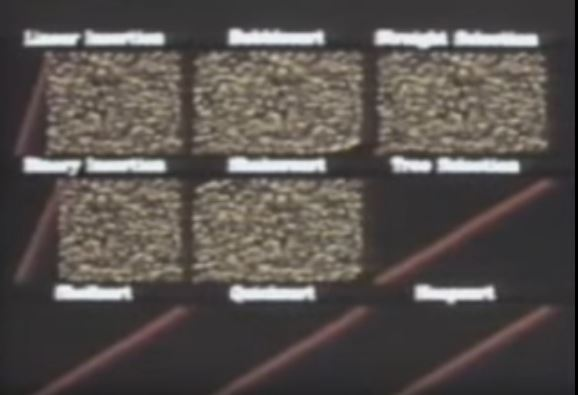 Linear Insertion Bubblesort Straight Selection
Binary Insertion Shakersort Tree Selection
Shellsort Quicksort Heapsort